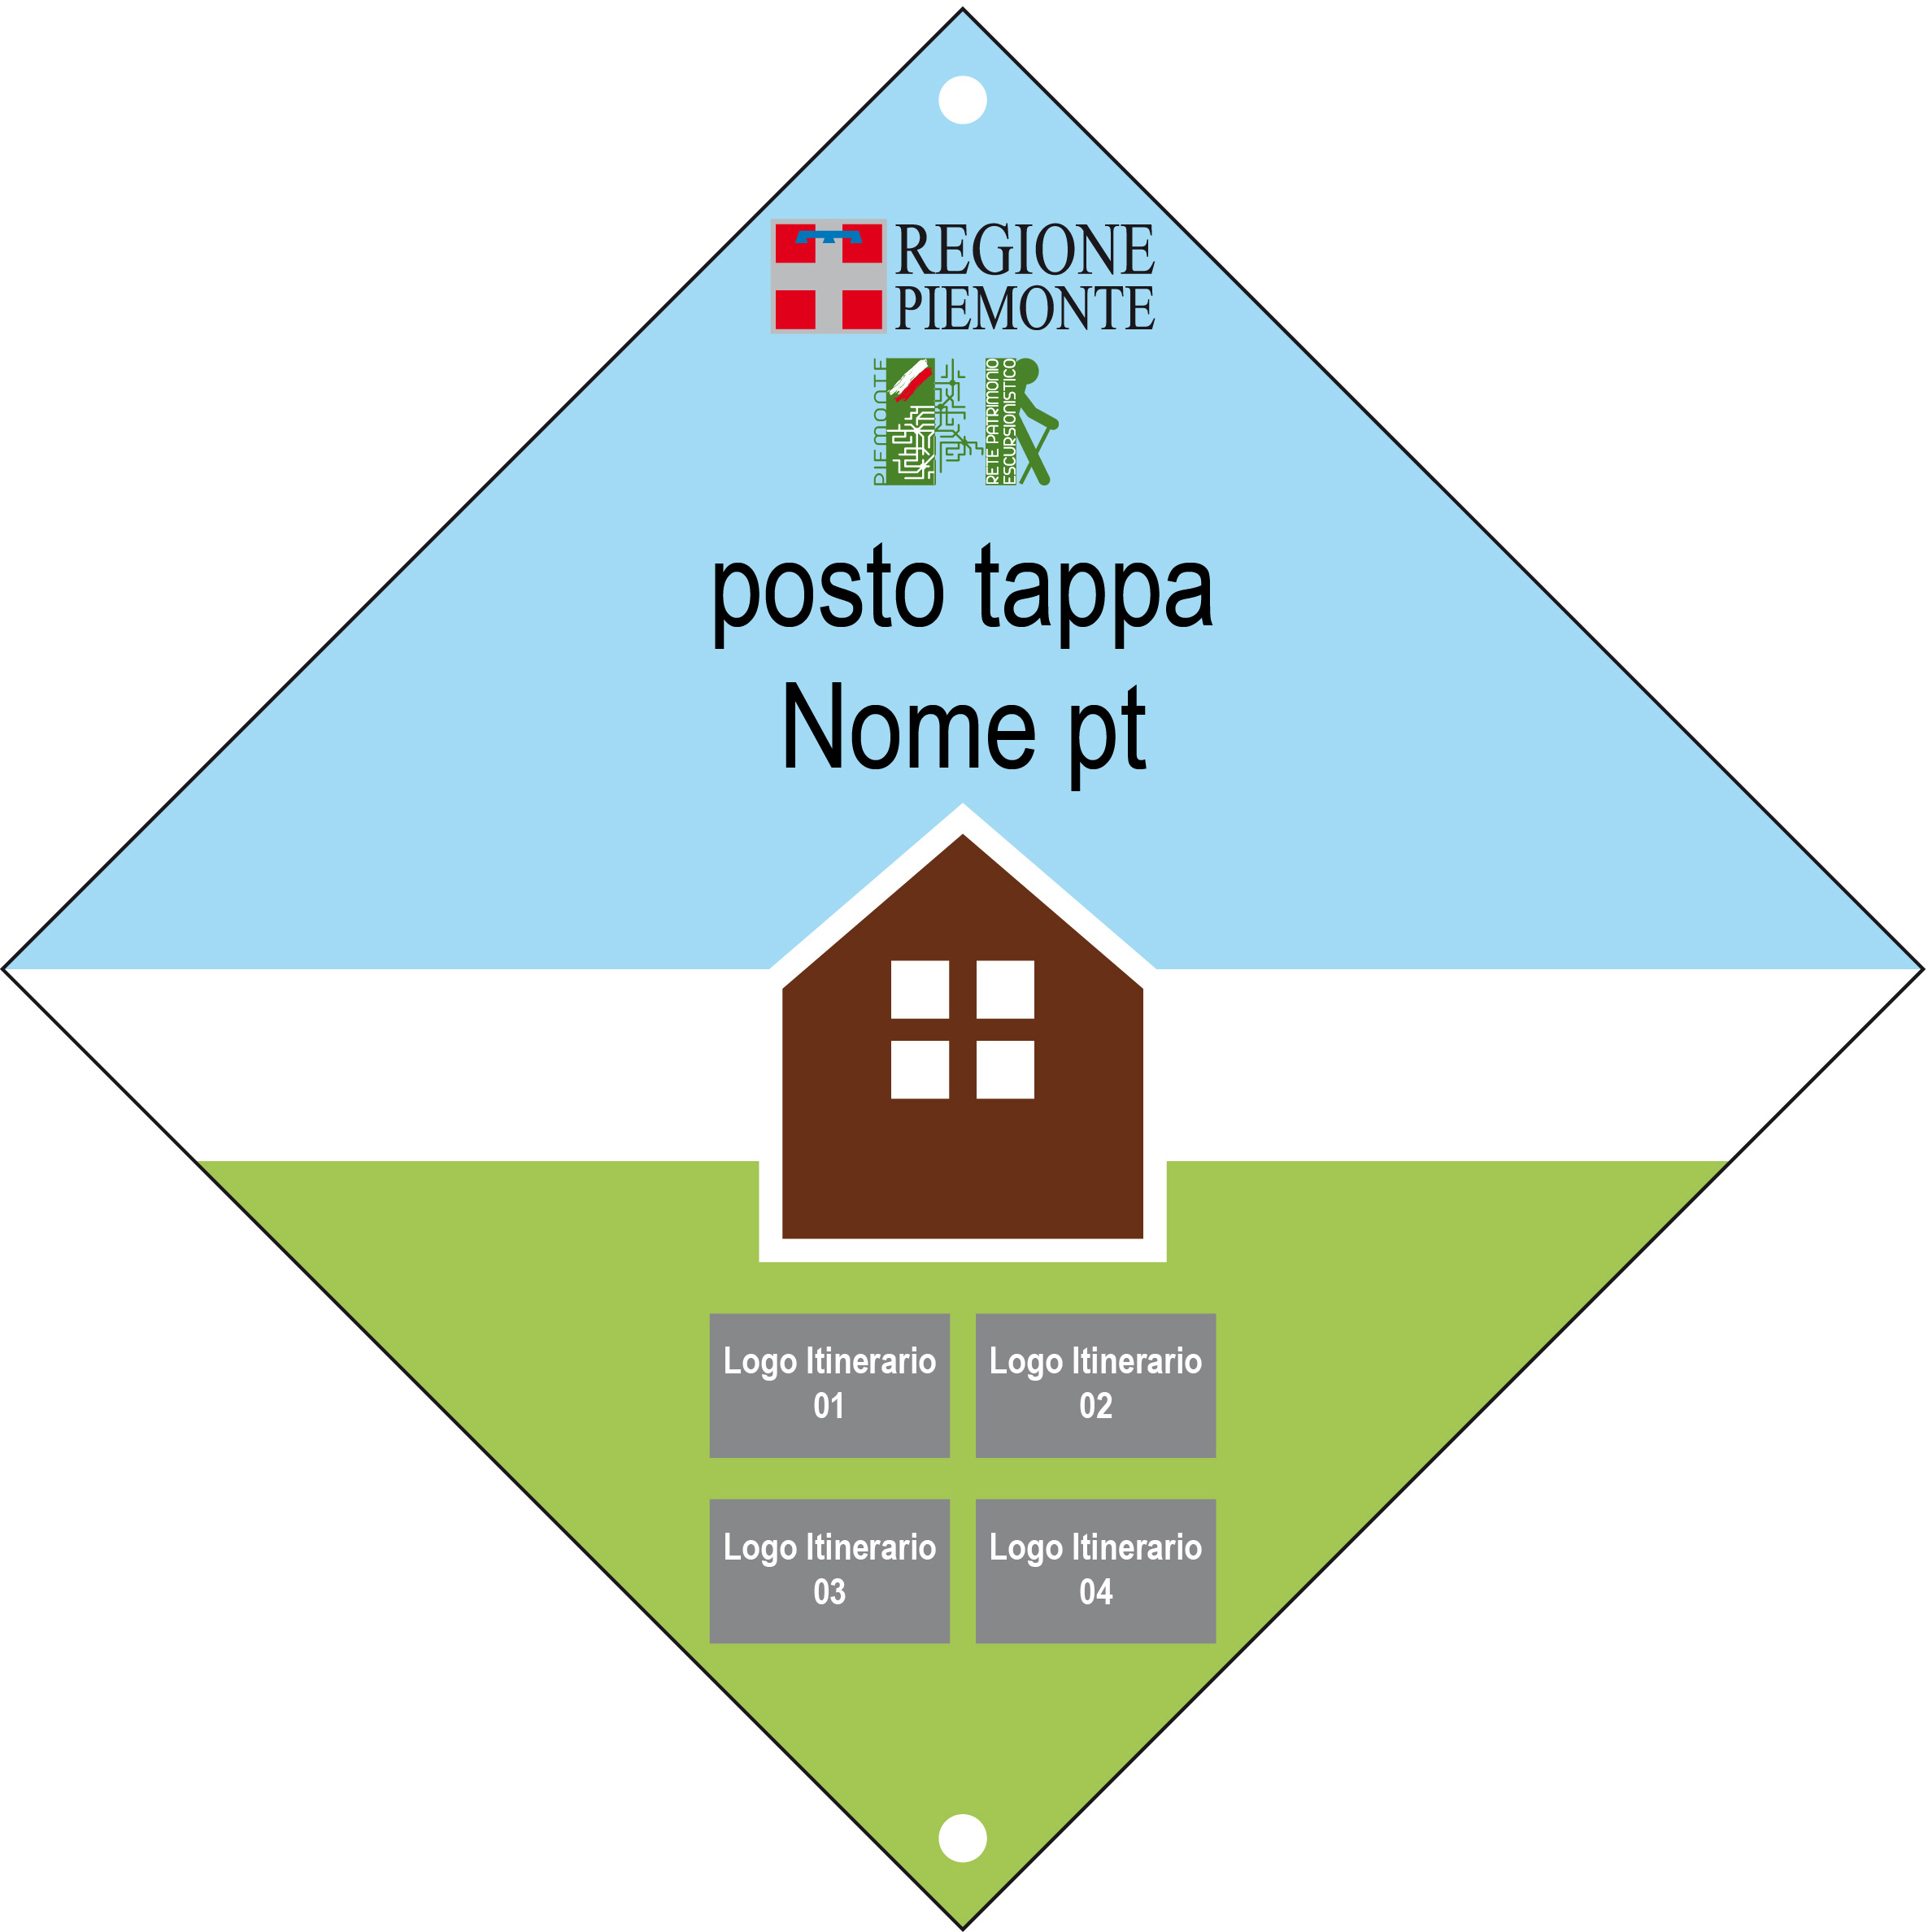 REGIONE
PIEMONTE
PIEMONTE
RETE PATRIMONIO
ESCURSIONISTICO
posto tappa
Nome pt
Logo Itinerario
01
Logo Itinerario
02
Logo Itinerario
03
Logo Itinerario
04